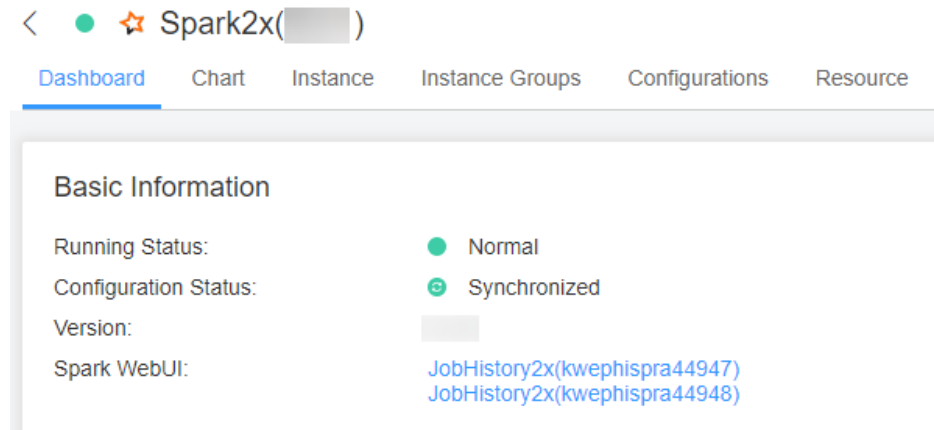 Spark2x( )
Dashboard Chart Instance Instance Groups Configurations Resource
Basic Information
Running Status: Normal
Configuration Status: Synchronized
Version:
Spark WebUI: JobHistory2x(kwephispra44947)
JobHistory2x(kwephispra44948)